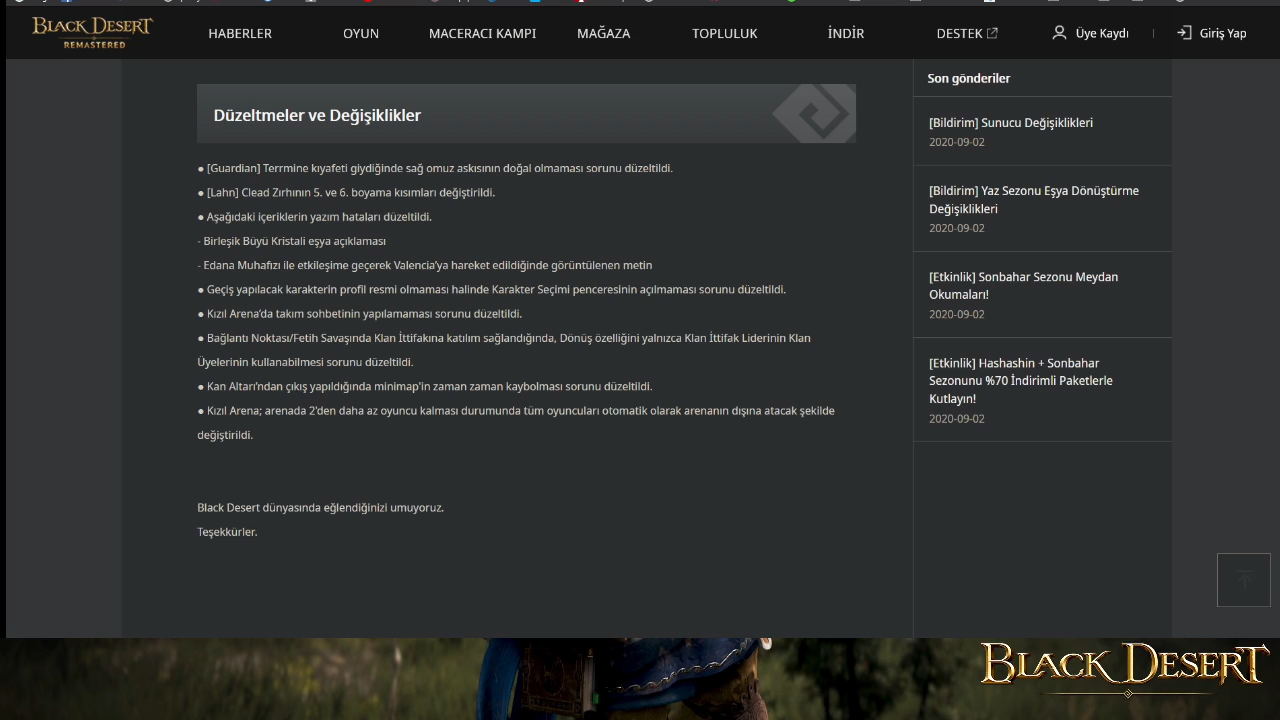 BLACK DESERT
REMASTERED
HABERLER
OYUN
MACERACI KAMPI
MAĞAZA
TOPLULUK
İNDİR
DESTEK
Üye Kaydı
Giriş Yap
Düzeltmeler ve Değişiklikler
● [Guardian] Terrmine kıyafeti giydiğinde sağ omuz askısının doğal olmaması sorunu düzeltildi.
● [Lahn] Clead Zırhının 5. ve 6. boyama kısımları değiştirildi.
● Aşağıdaki içeriklerin yazım hataları düzeltildi.
- Birleşik Büyü Kristali eşya açıklaması
- Edana Muhafızı ile etkileşime geçerek Valencia’ya hareket edildiğinde görüntülenen metin
● Geçiş yapılacak karakterin profil resmi olmaması halinde Karakter Seçimi penceresinin açılmaması sorunu düzeltildi.
● Kızıl Arena’da takım sohbetinin yapılamaması sorunu düzeltildi.
● Bağlantı Noktası/Fetih Savaşında Klan İttifakına katılım sağlandığında, Dönüş özelliğini yalnızca Klan İttifak Liderinin Klan
Üyelerinin kullanabilmesi sorunu düzeltildi.
● Kan Altarı’ndan çıkış yapıldığında minimap'in zaman zaman kaybolması sorunu düzeltildi.
● Kızıl Arena; arenada 2'den daha az oyuncu kalması durumunda tüm oyuncuları otomatik olarak arenanın dışına atacak şekilde
değiştirildi.
Black Desert dünyasında eğlendiğinizi umuyoruz.
Teşekkürler.
Son gönderiler
[Bildirim] Sunucu Değişiklikleri
2020-09-02
[Bildirim] Yaz Sezonu Eşya Dönüştürme
Değişiklikleri
2020-09-02
[Etkinlik] Sonbahar Sezonu Meydan
Okumaları!
2020-09-02
[Etkinlik] Hashashin + Sonbahar
Sezonunu %70 İndirimli Paketlerle
Kutlayın!
2020-09-02
BLACK DESERT